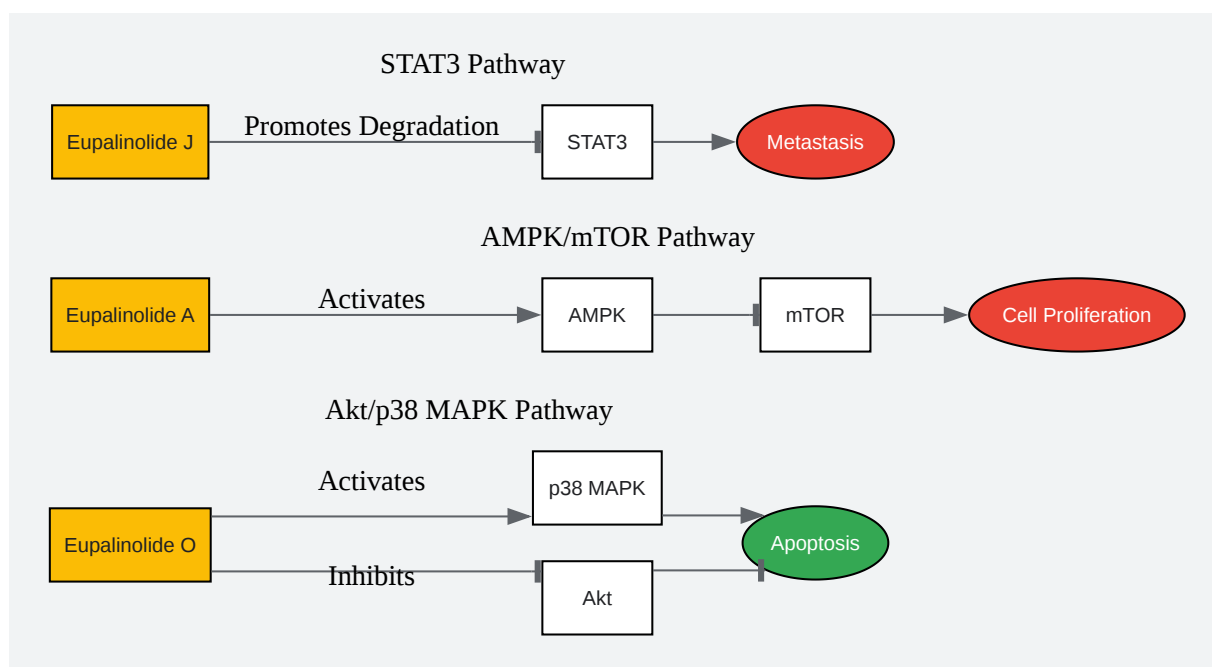 STAT3 Pathway
Eupalinolide J
Promotes Degradation
STAT3
Metastasis
AMPK/mTOR Pathway
Eupalinolide A
Activates
AMPK
mTOR
Cell Proliferation
Akt/p38 MAPK Pathway
Activates
p38 MAPK
Eupalinolide O
Apoptosis
Inhibits
Akt